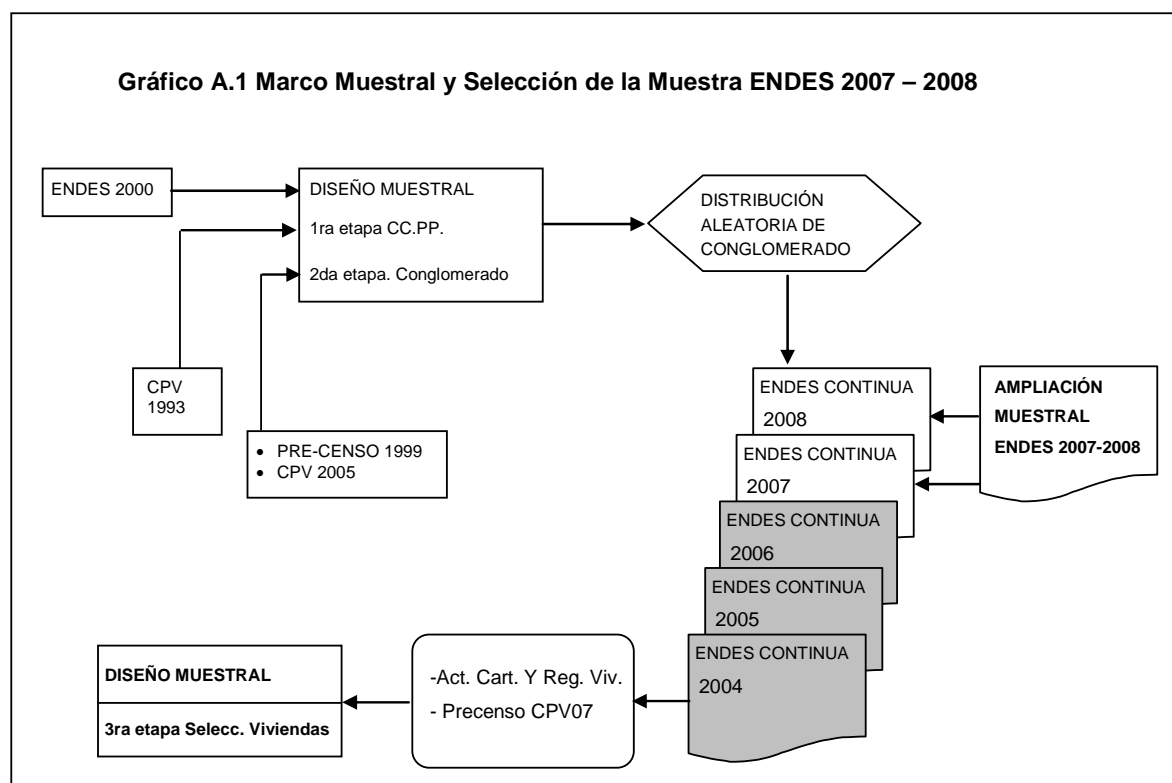 Gráfico A.1 Marco Muestral y Selección de la Muestra ENDES 2007 – 2008
ENDES 2000
DISEÑO MUESTRAL
1ra etapa CC.PP.
2da etapa. Conglomerado
DISTRIBUCIÓN
ALEATORIA DE
CONGLOMERADO
CPV
1993
• PRE-CENSO 1999
• CPV 2005
ENDES CONTINUA
2008
AMPLIACIÓN
MUESTRAL
ENDES 2007-2008
ENDES CONTINUA
2007
ENDES CONTINUA
2006
ENDES CONTINUA
2005
ENDES CONTINUA
2004
-Act. Cart. Y Reg. Viv.
- Precenso CPV07
DISEÑO MUESTRAL
3ra etapa Selecc. Viviendas